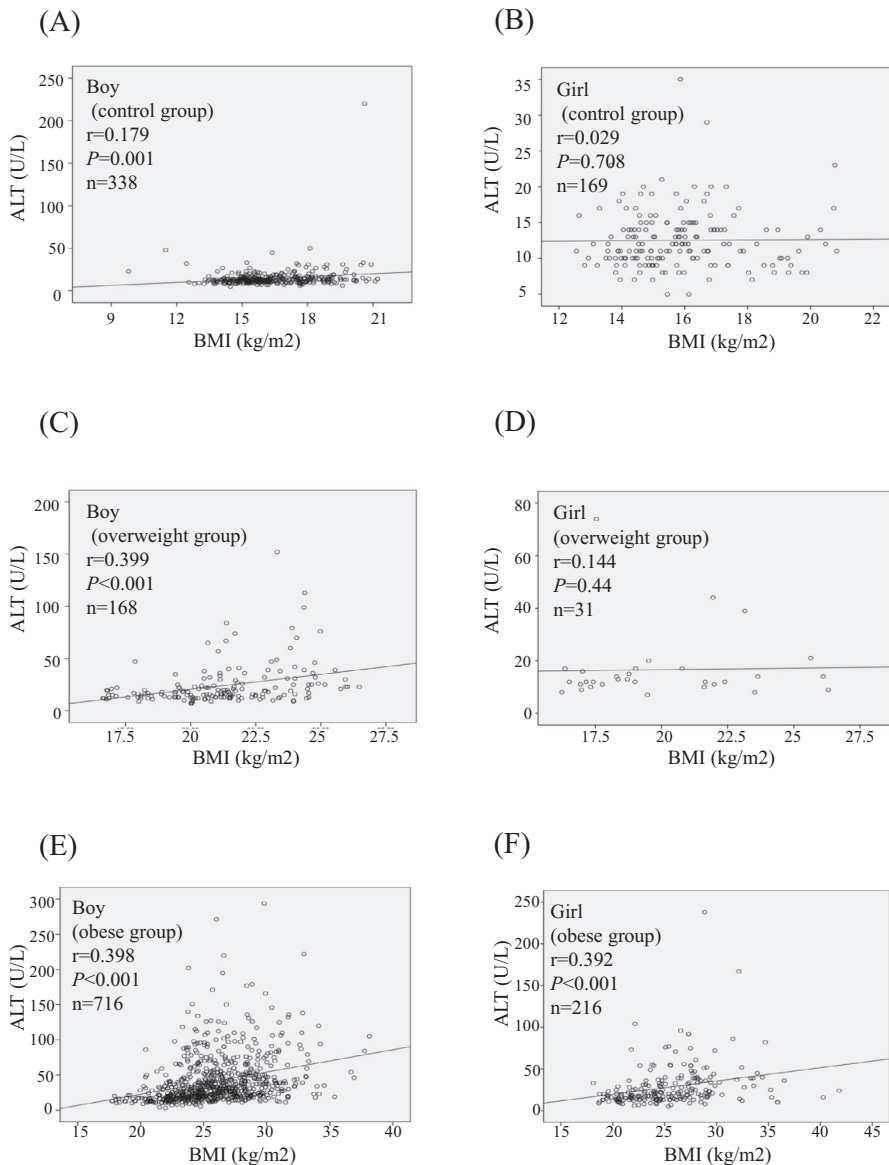 (A)
250
200
150
100
50
0
ALT (U/L)
Boy
(control group)
r=0.179
P=0.001
n=338
9 12 15 18 21
BMI (kg/m2)
(B)
35
30
25
20
15
10
5
ALT (U/L)
Girl
(control group)
r=0.029
P=0.708
n=169
12 14 16 18 20 22
BMI (kg/m2)
(C)
200
150
100
50
0
ALT (U/L)
Boy
(overweight group)
r=0.399
P<0.001
n=168
17.5 20.0 22.5 25.0 27.5
BMI (kg/m2)
(D)
80
60
40
20
0
ALT (U/L)
Girl
(overweight group)
r=0.144
P=0.44
n=31
17.5 20 22.5 25 27.5
BMI (kg/m2)
(E)
300
250
200
150
100
50
0
ALT (U/L)
Boy
(obese group)
r=0.398
P<0.001
n=716
15 20 25 30 35 40
BMI (kg/m2)
(F)
250
200
150
100
50
0
ALT (U/L)
Girl
(obese group)
r=0.392
P<0.001
n=216
15 20 25 30 35 40 45
BMI (kg/m2)